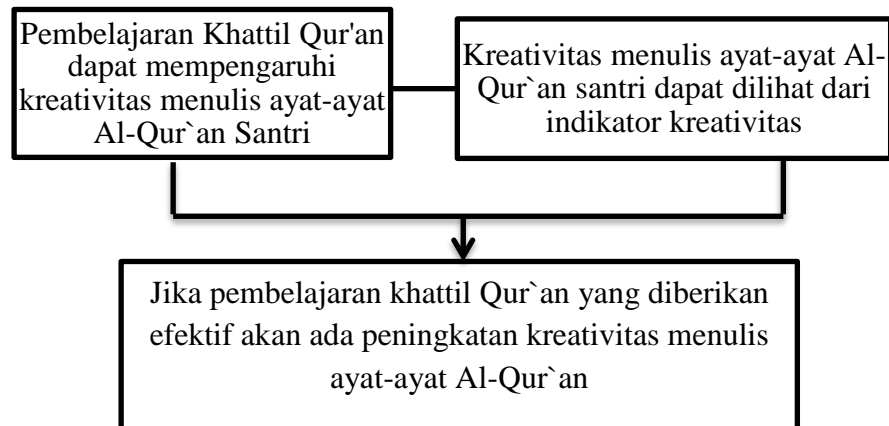 Pembelajaran Khattil Qur'an
dapat mempengaruhi
kreativitas menulis ayat-ayat
Al-Qur`an Santri
Kreativitas menulis ayat-ayat Al-
Qur`an santri dapat dilihat dari
indikator kreativitas
Jika pembelajaran khattil Qur`an yang diberikan
efektif akan ada peningkatan kreativitas menulis
ayat-ayat Al-Qur`an